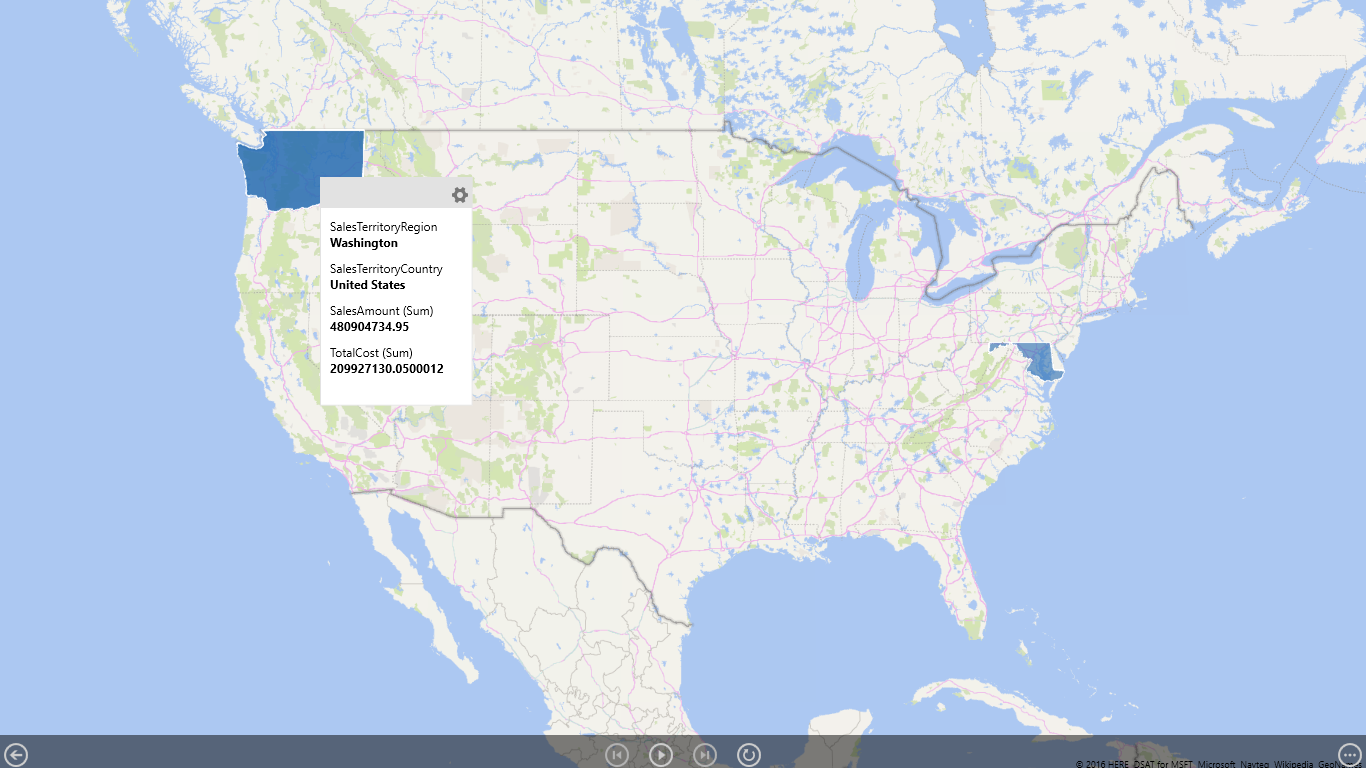 SalesTerritoryRegion
Washington
SalesTerritoryCountry
United States
SalesAmount (Sum)
480904734.95
TotalCost (Sum)
209927130.0500012
© 2016 HERE DSAT for MSFT Microsoft Navteq Wikipedia